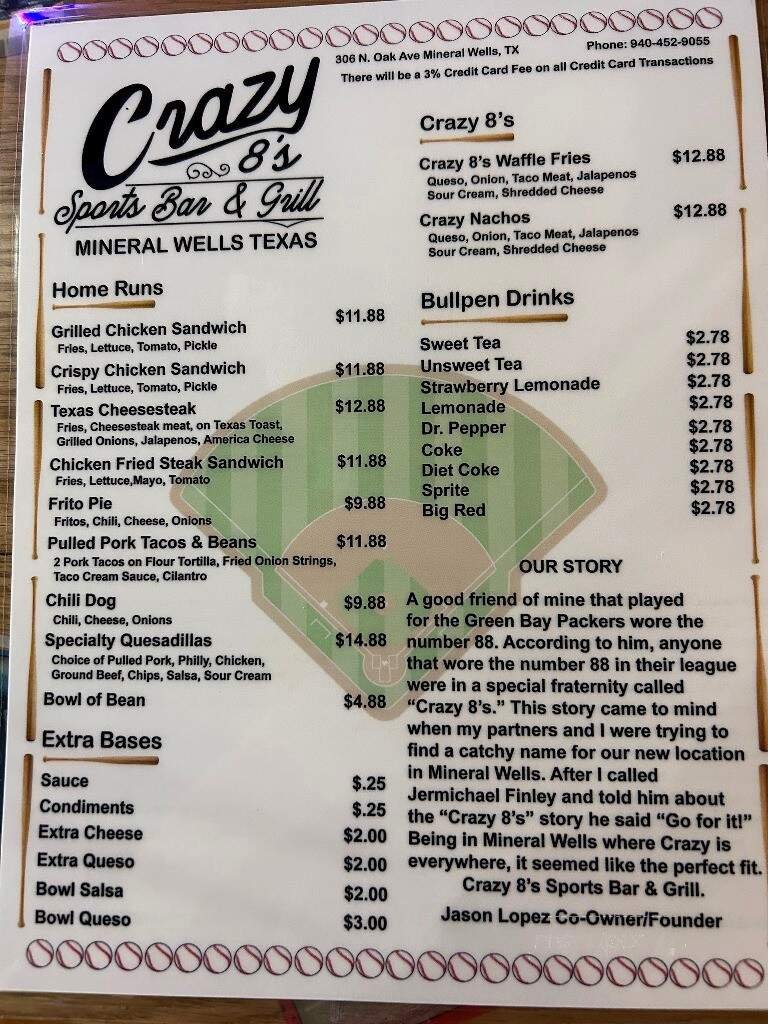 306 N. Oak Ave Mineral Wells, TX
Phone: 940-452-9055
There will be a 3% Credit Card Fee on all Credit Card Transactions
Crazy
8's
Sports Bar & Grill
MINERAL WELLS TEXAS
Home Runs
Grilled Chicken Sandwich $11.88
Fries, Lettuce, Tomato, Pickle
Crispy Chicken Sandwich $11.88
Fries, Lettuce, Tomato, Pickle
Texas Cheesesteak $12.88
Fries, Cheesesteak meat, on Texas Toast,
Grilled Onions, Jalapenos, America Cheese
Chicken Fried Steak Sandwich $11.88
Fries, Lettuce,Mayo, Tomato
Frito Pie $9.88
Fritos, Chili, Cheese, Onions
Pulled Pork Tacos & Beans $11.88
2 Pork Tacos on Flour Tortilla, Fried Onion Strings,
Taco Cream Sauce, Cilantro
Chili Dog $9.88
Chili, Cheese, Onions
Specialty Quesadillas $14.88
Choice of Pulled Pork, Philly, Chicken,
Ground Beef, Chips, Salsa, Sour Cream
Bowl of Bean $4.88
Extra Bases
Sauce $.25
Condiments $.25
Extra Cheese $2.00
Extra Queso $2.00
Bowl Salsa $2.00
Bowl Queso $3.00
Crazy 8's
Crazy 8's Waffle Fries $12.88
Queso, Onion, Taco Meat, Jalapenos
Sour Cream, Shredded Cheese
Crazy Nachos $12.88
Queso, Onion, Taco Meat, Jalapenos
Sour Cream, Shredded Cheese
Bullpen Drinks
Sweet Tea $2.78
Unsweet Tea $2.78
Strawberry Lemonade $2.78
Lemonade $2.78
Dr. Pepper $2.78
Coke $2.78
Diet Coke $2.78
Sprite $2.78
Big Red $2.78
OUR STORY
A good friend of mine that played
for the Green Bay Packers wore the
number 88. According to him, anyone
that wore the number 88 in their league
were in a special fraternity called
“Crazy 8’s.” This story came to mind
when my partners and I were trying to
find a catchy name for our new location
in Mineral Wells. After I called
Jermichael Finley and told him about
the “Crazy 8’s” story he said “Go for it!”
Being in Mineral Wells where Crazy is
everywhere, it seemed like the perfect fit.
Crazy 8's Sports Bar & Grill.
Jason Lopez Co-Owner/Founder